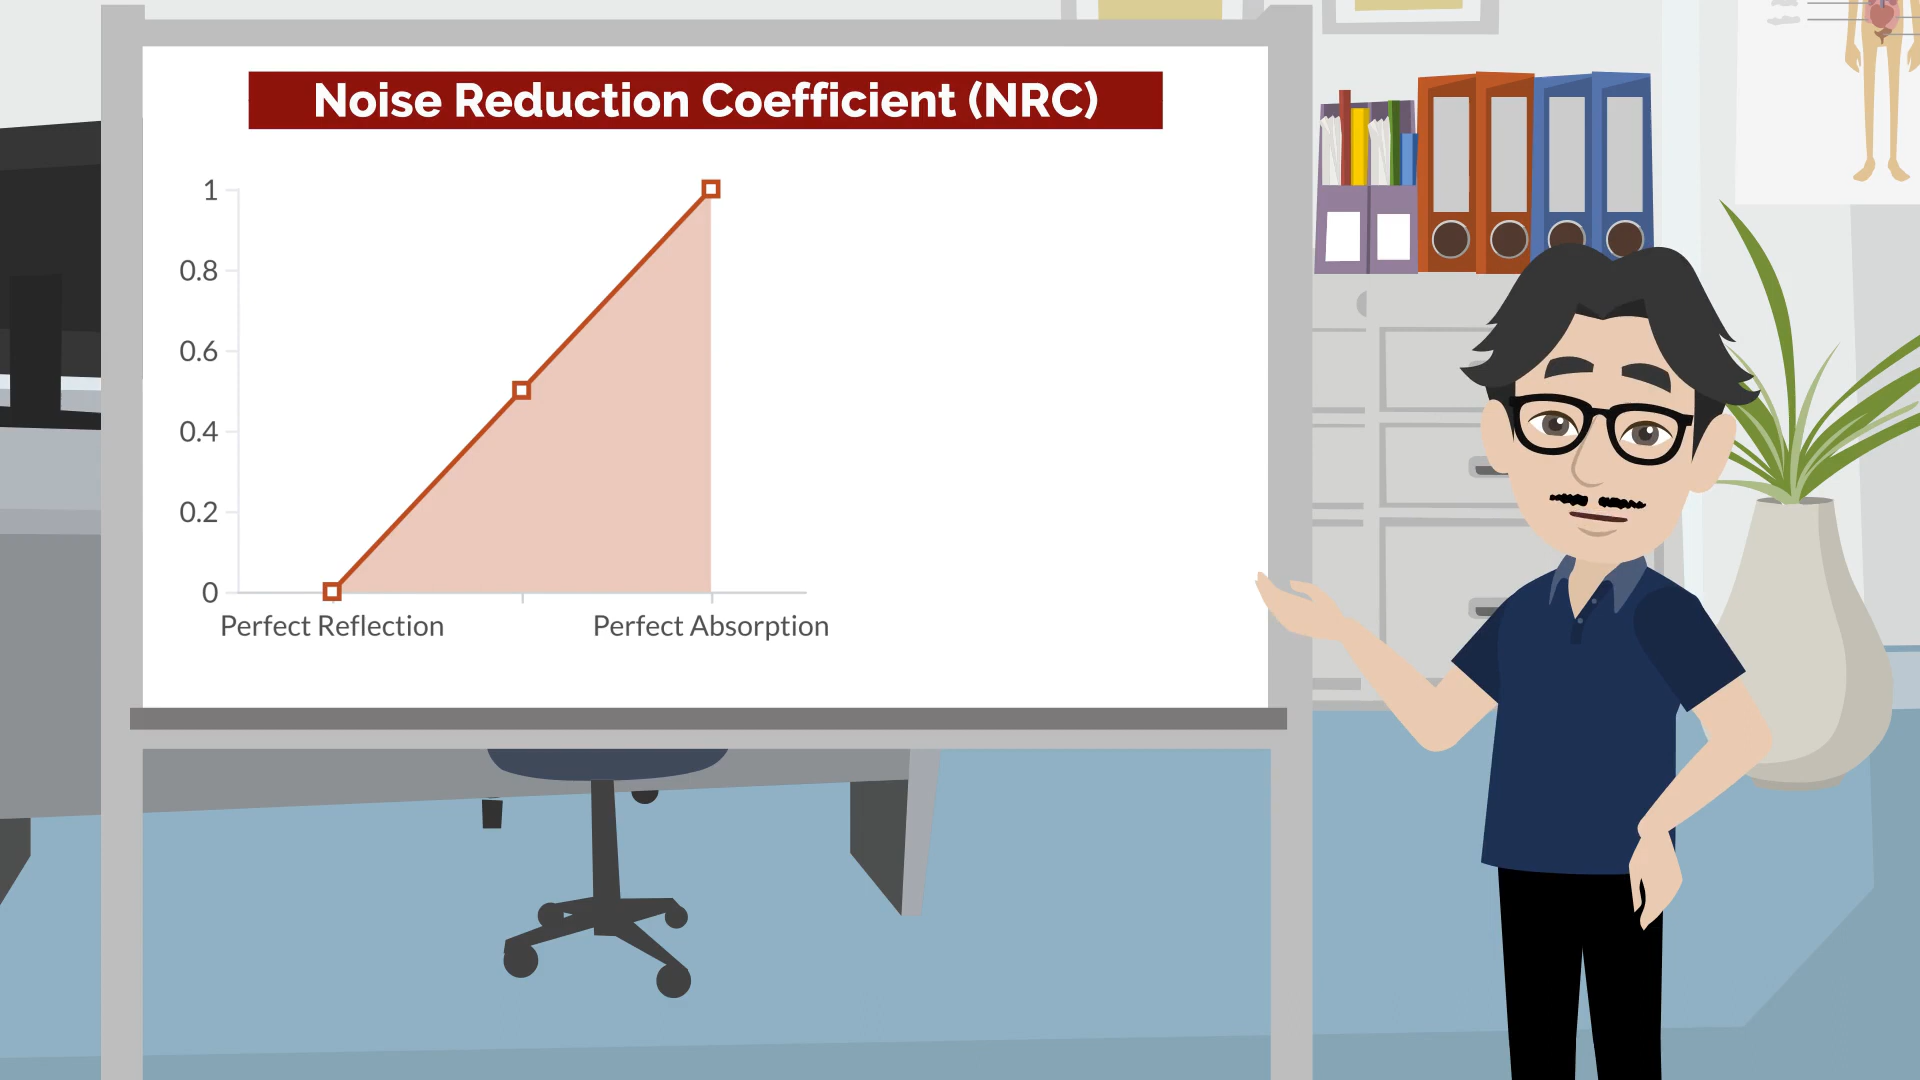 Noise Reduction Coefficient (NRC)
1
0.8
0.6
0.4
0.2
0
Perfect Reflection
Perfect Absorption